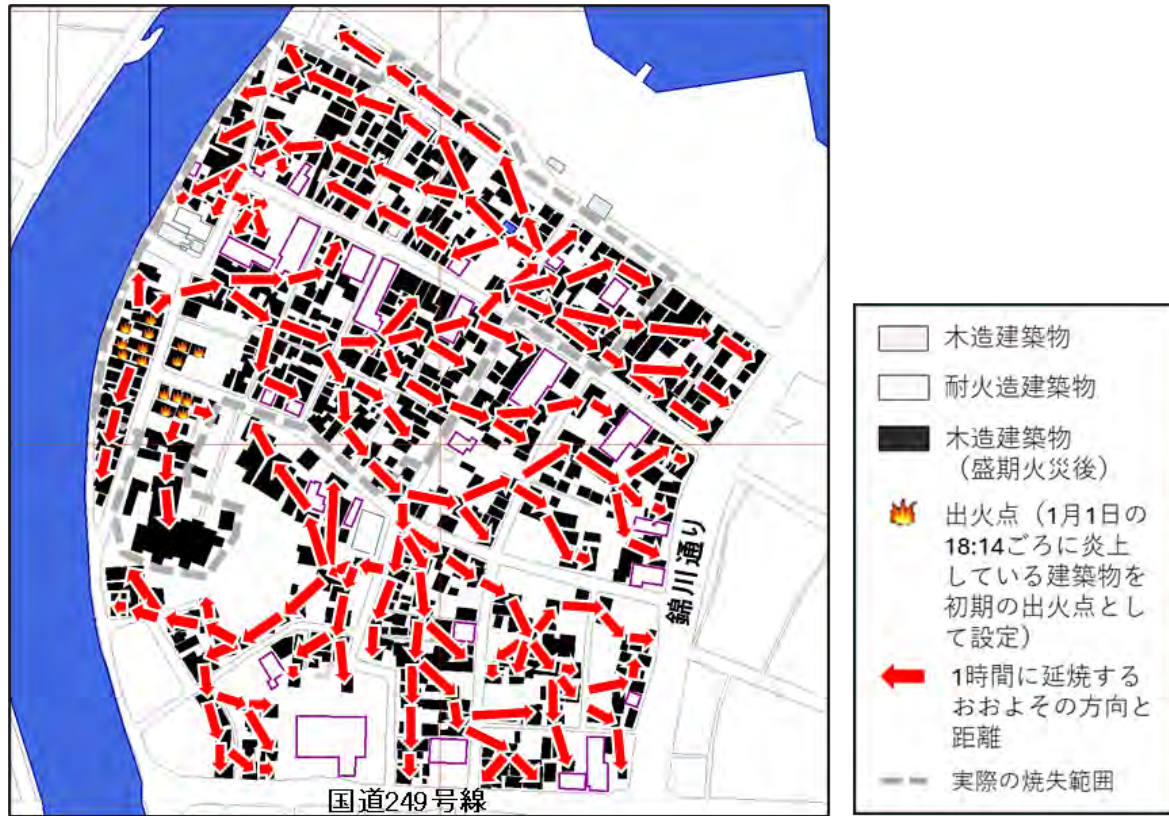 錦川通り
国道249号線
木造建築物
耐火造建築物
木造建築物
（盛期火災後）
出火点（1月1日の
18:14ごろに炎上
している建築物を
初期の出火点とし
て設定）
1時間に延焼する
おおよその方向と
距離
実際の焼失範囲